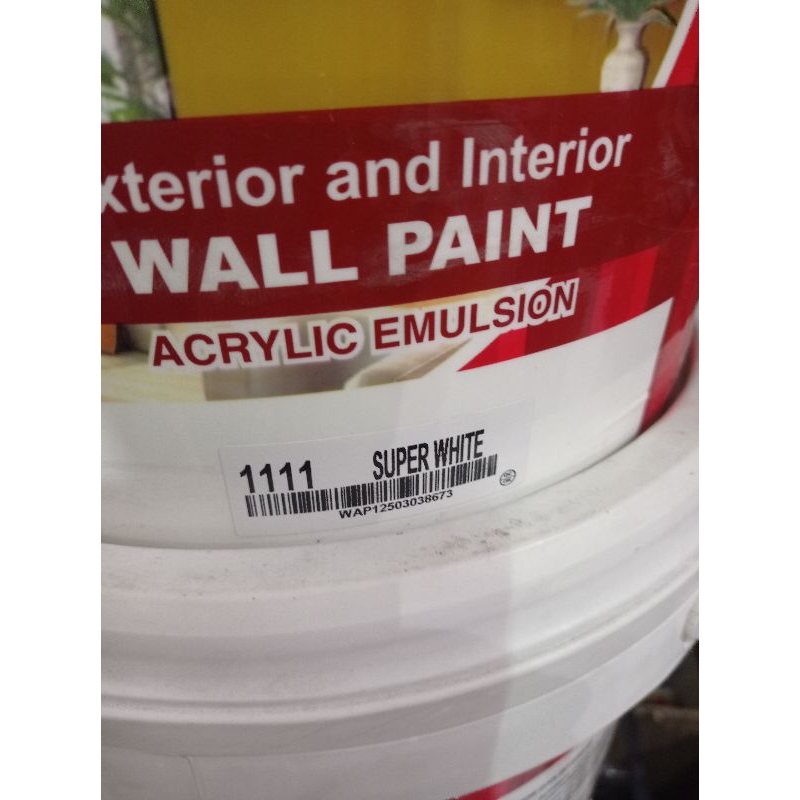 xterior and Interior
WALL PAINT
ACRYLIC EMULSION
1111 SUPER WHITE
WAP12503038673